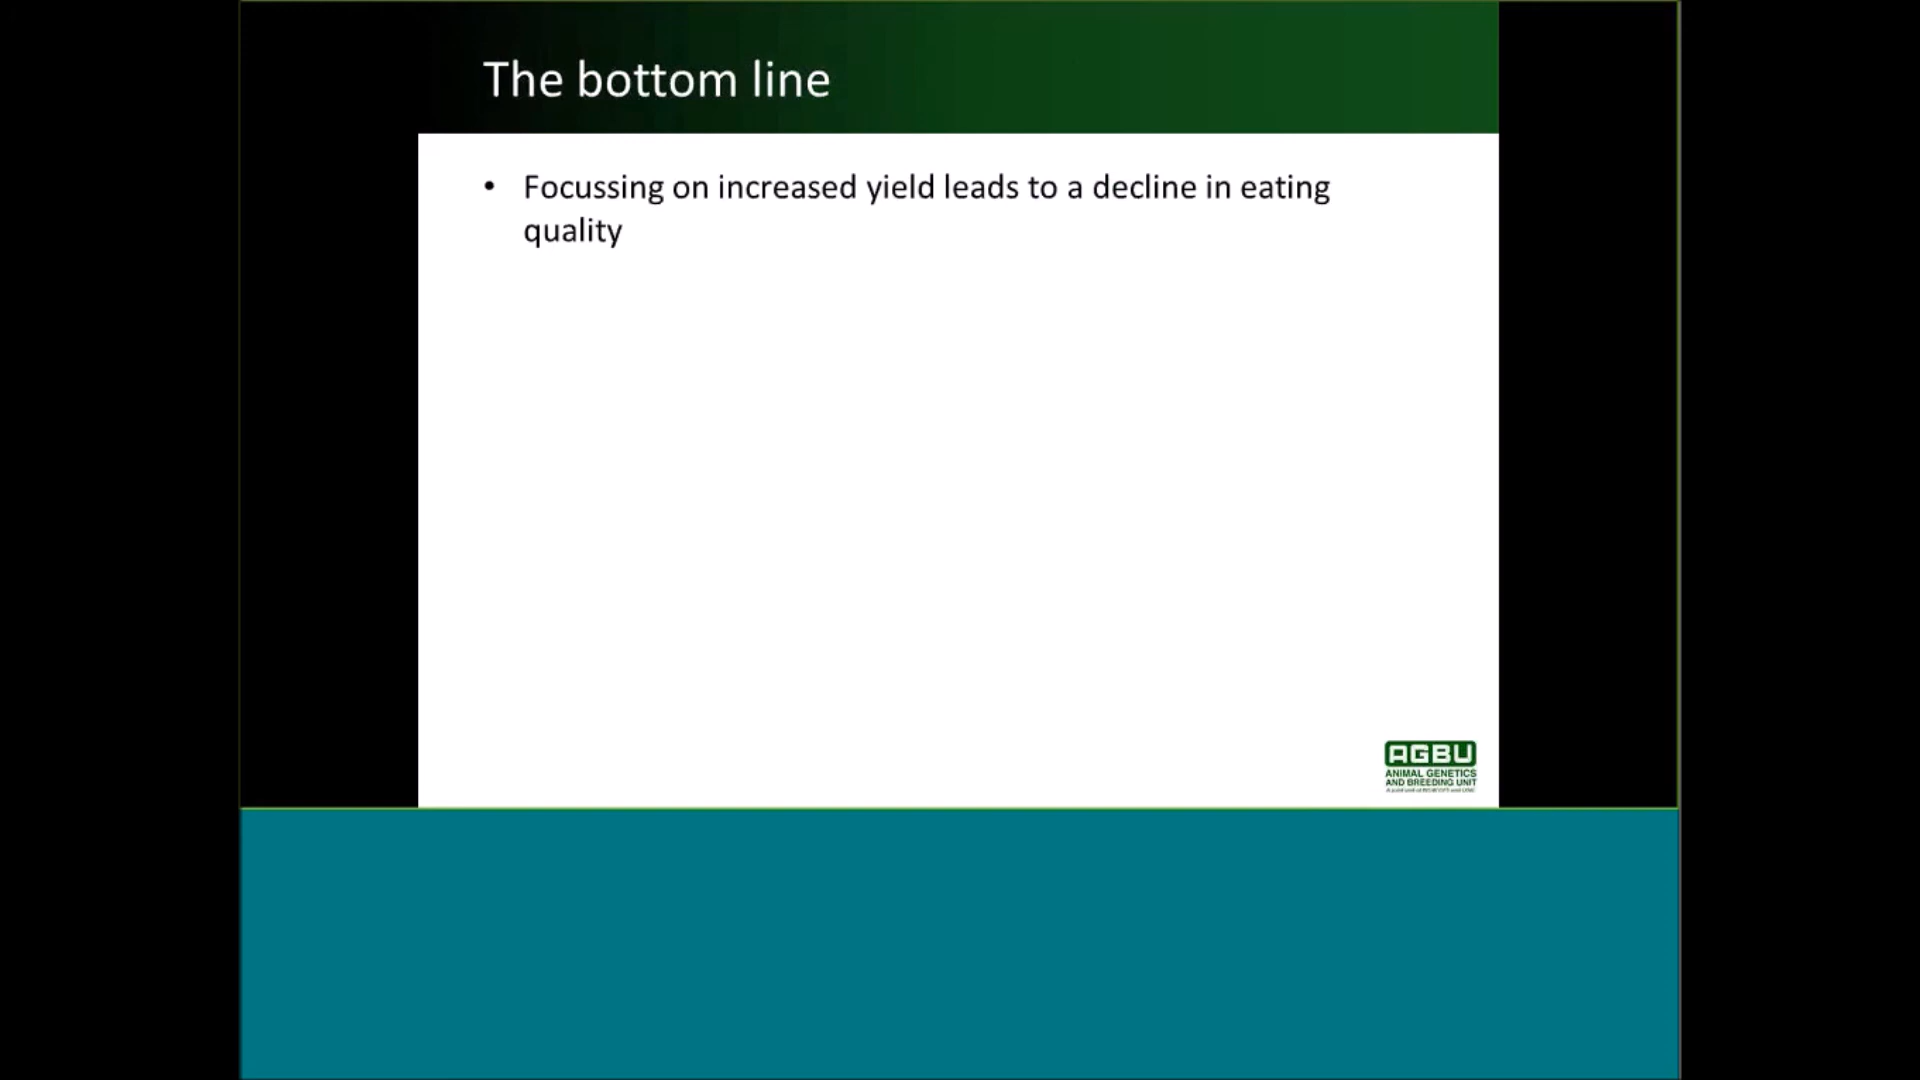 The bottom line
• Focussing on increased yield leads to a decline in eating
quality
AGBU
ANIMAL GENETICS
AND BREEDING UNIT